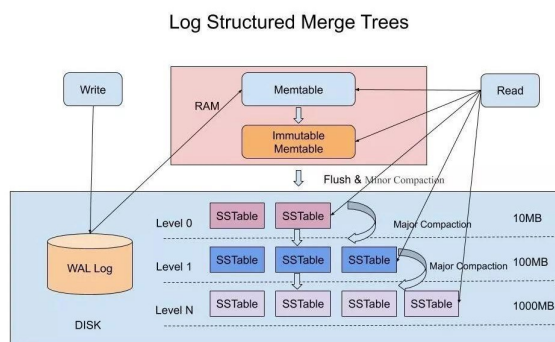 Log Structured Merge Trees
Write
Memtable
Read
RAM
Immutable
Memtable
Flush & Minor Compaction
Level 0
SSTable
SSTable
Major Compaction
10MB
WAL Log
Level 1
SSTable
SSTable
SSTable
Major Compaction
100MB
Level N
SSTable
SSTable
SSTable
SSTable
1000MB
DISK